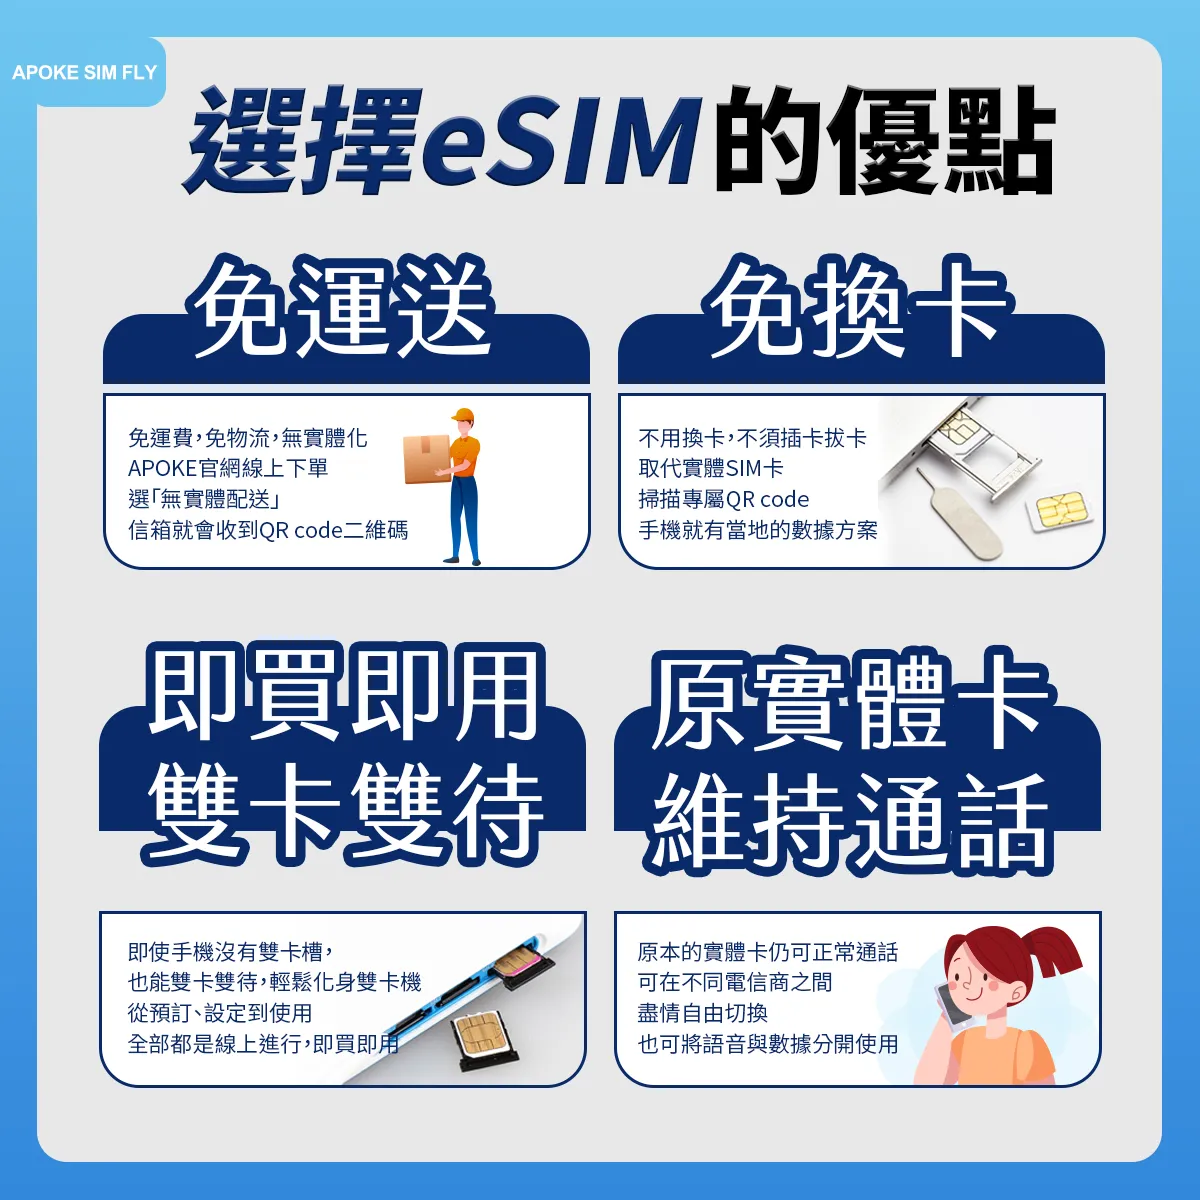 APOKE SIM FLY
選擇eSIM的優點
免運送
免運費，免物流，無實體化
APOKE官網線上下單
選「無實體配送」
信箱就會收到QR code二維碼
免換卡
不用換卡，不須插卡拔卡
取代實體SIM卡
掃描專屬QR code
手機就有當地的數據方案
即買即用
雙卡雙待
即使手機沒有雙卡槽，
也能雙卡雙待，輕鬆化身雙卡機
從預訂、設定到使用
全部都是線上進行，即買即用
原實體卡
維持通話
原本的實體卡仍可正常通話
可在不同電信商之間
盡情自由切換
也可將語音與數據分開使用